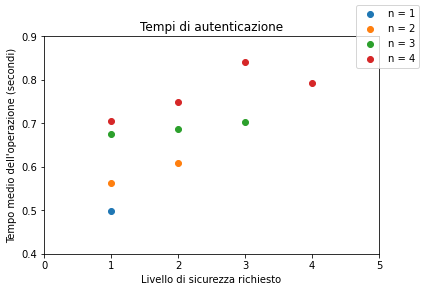 Tempi di autenticazione
n = 1
n = 2
n = 3
n = 4
Tempo medio dell'operazione (secondi)
0.9
0.8
0.7
0.6
0.5
0.4
0
1
2
3
4
5
Livello di sicurezza richiesto